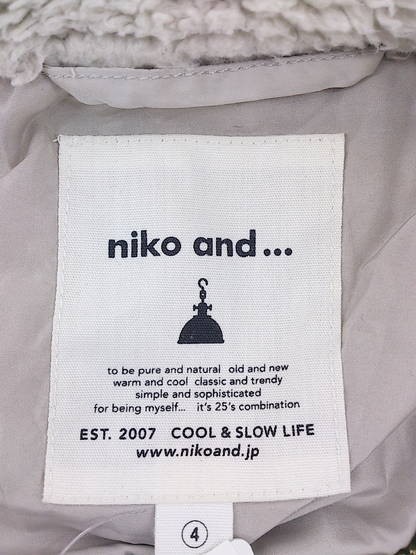 niko and...
to be pure and natural old and new
warm and cool classic and trendy
simple and sophisticated
for being myself... it's 25's combination
EST. 2007 COOL & SLOW LIFE
www.nikoand.jp
4